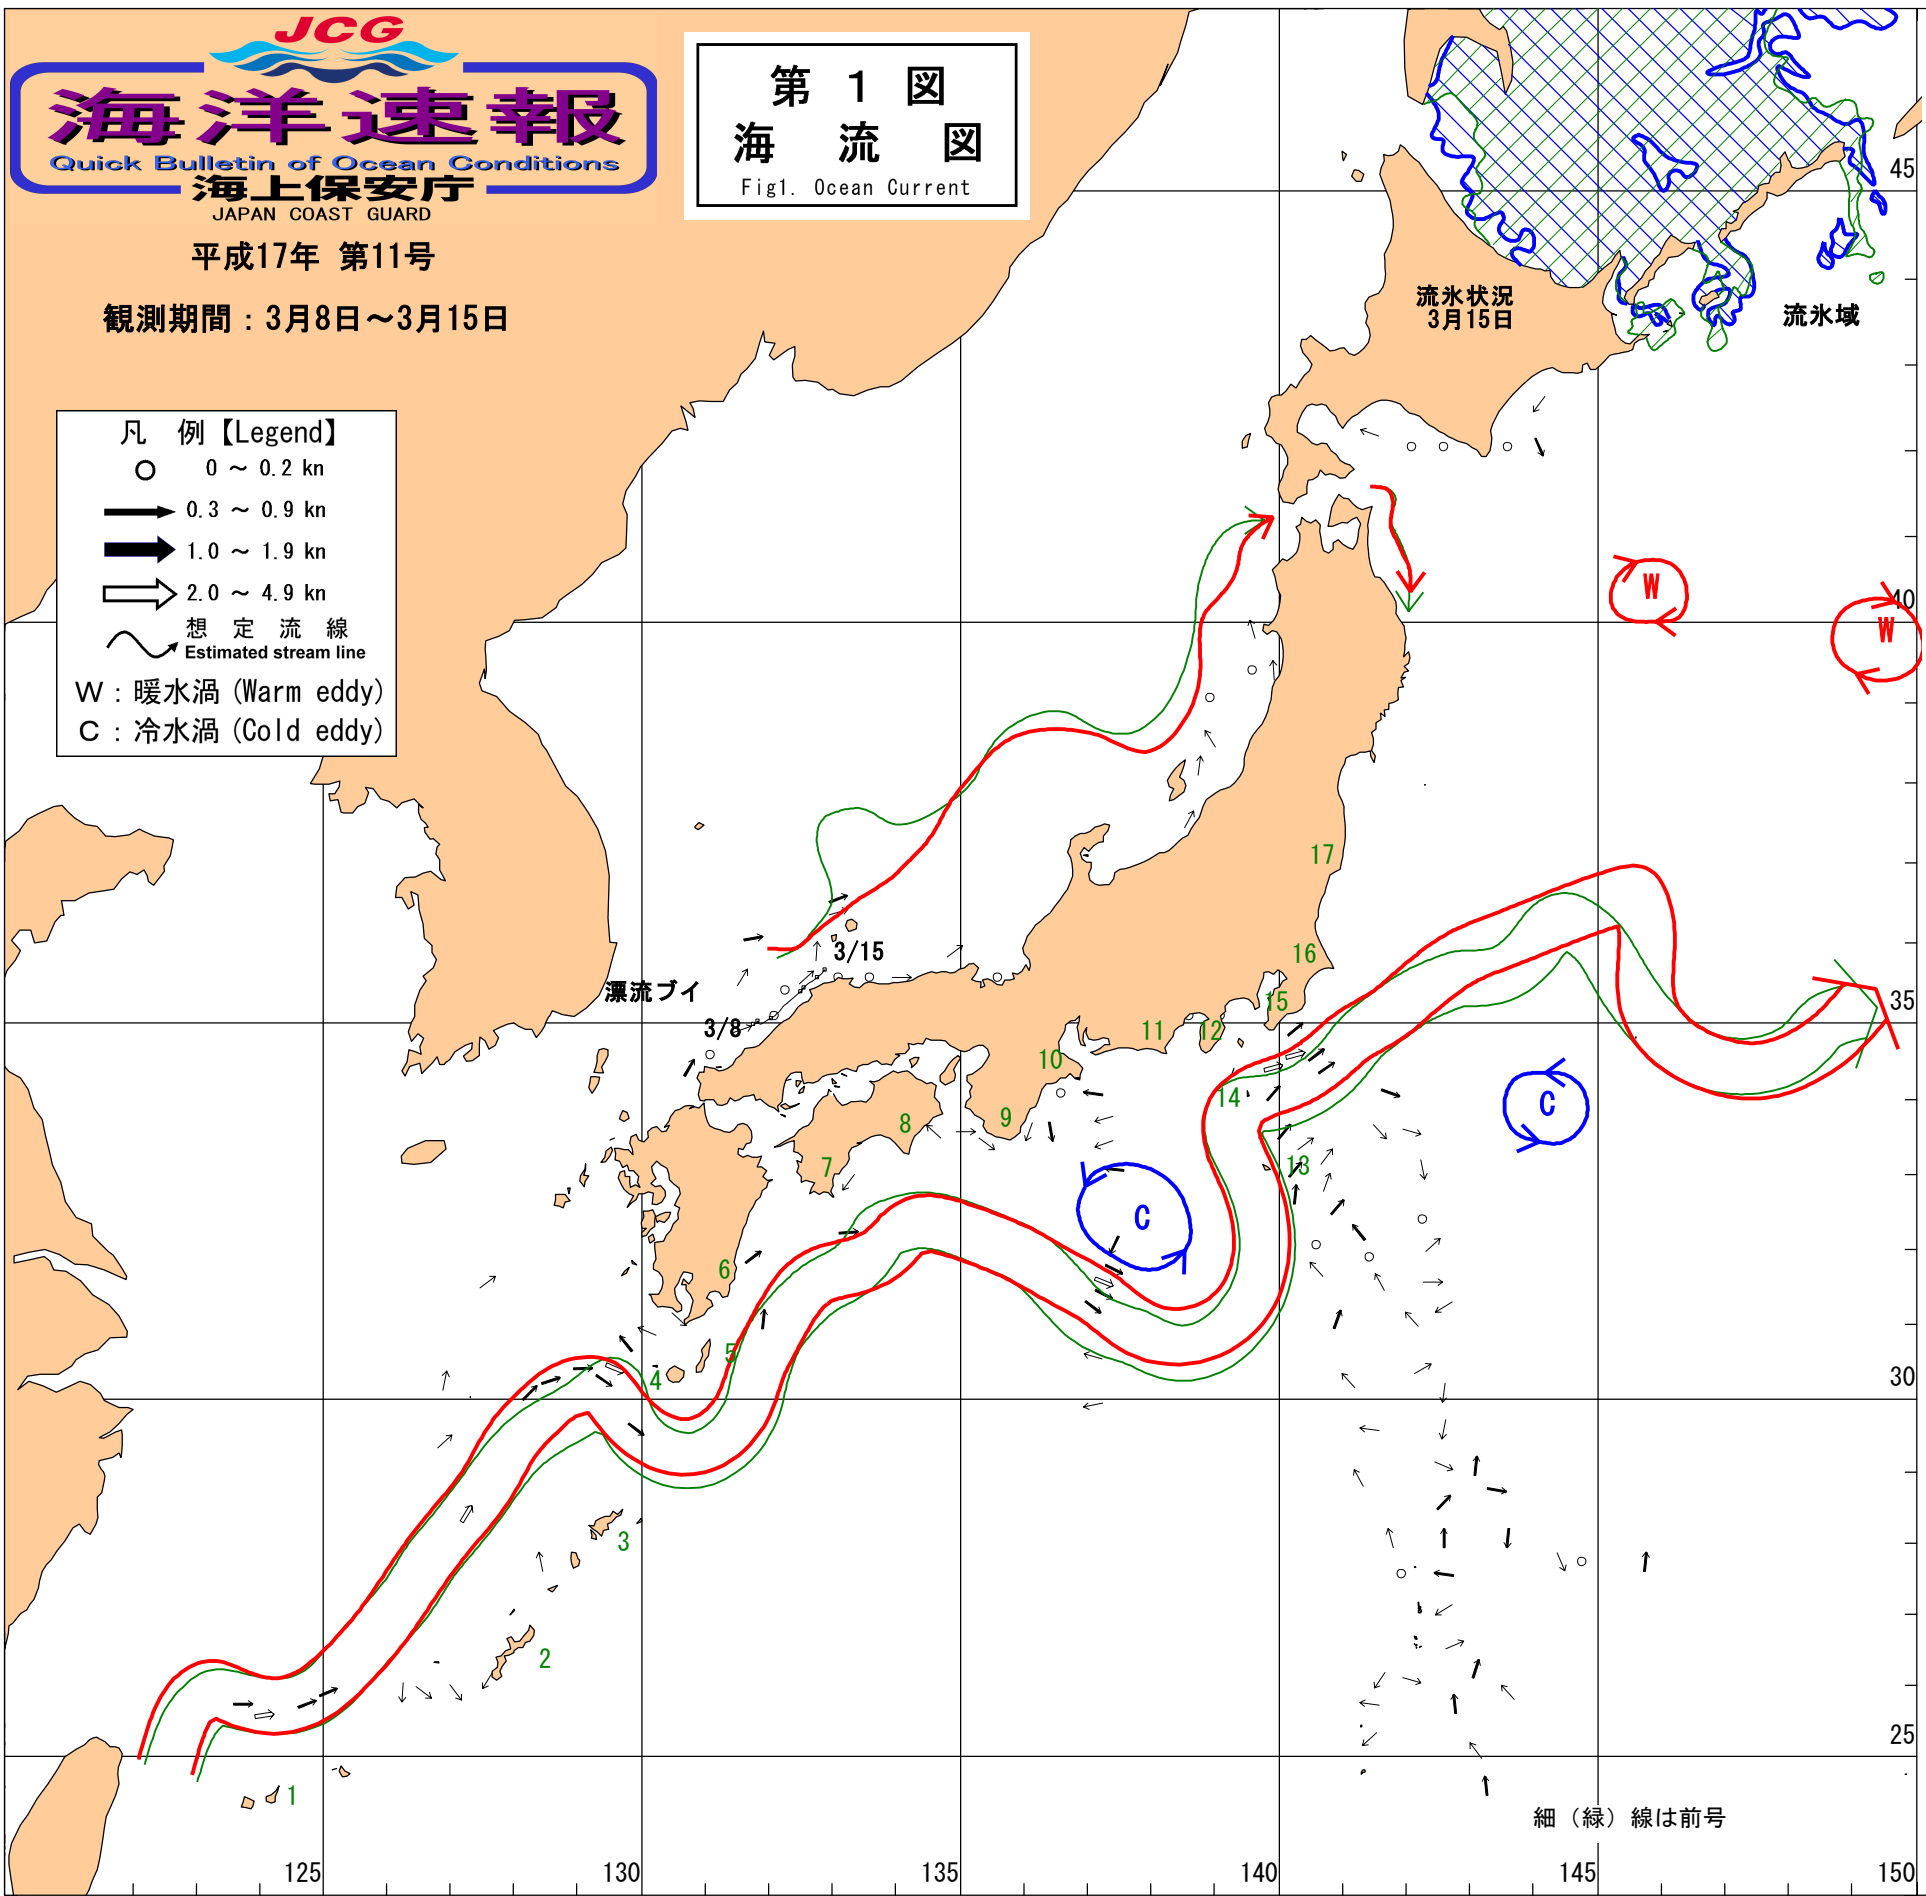 JCG
海洋速報
Quick Bulletin of Ocean Conditions
海上保安庁
JAPAN COAST GUARD
平成17年 第11号
観測期間：3月8日～3月15日
第 1 図
海 流 図
Fig1. Ocean Current
凡 例【Legend】
0 ～ 0.2 kn
0.3 ～ 0.9 kn
1.0 ～ 1.9 kn
2.0 ～ 4.9 kn
想 定 流 線
Estimated stream line
W：暖水渦(Warm eddy)
C：冷水渦(Cold eddy)
45
流氷状況
3月15日
流氷域
W
40
W
17
3/15
16
漂流ブイ
35
15
3/8
11
12
10
14
C
8
9
7
13
C
6
5
4
30
3
2
25
1
細（緑）線は前号
125
130
135
140
145
150